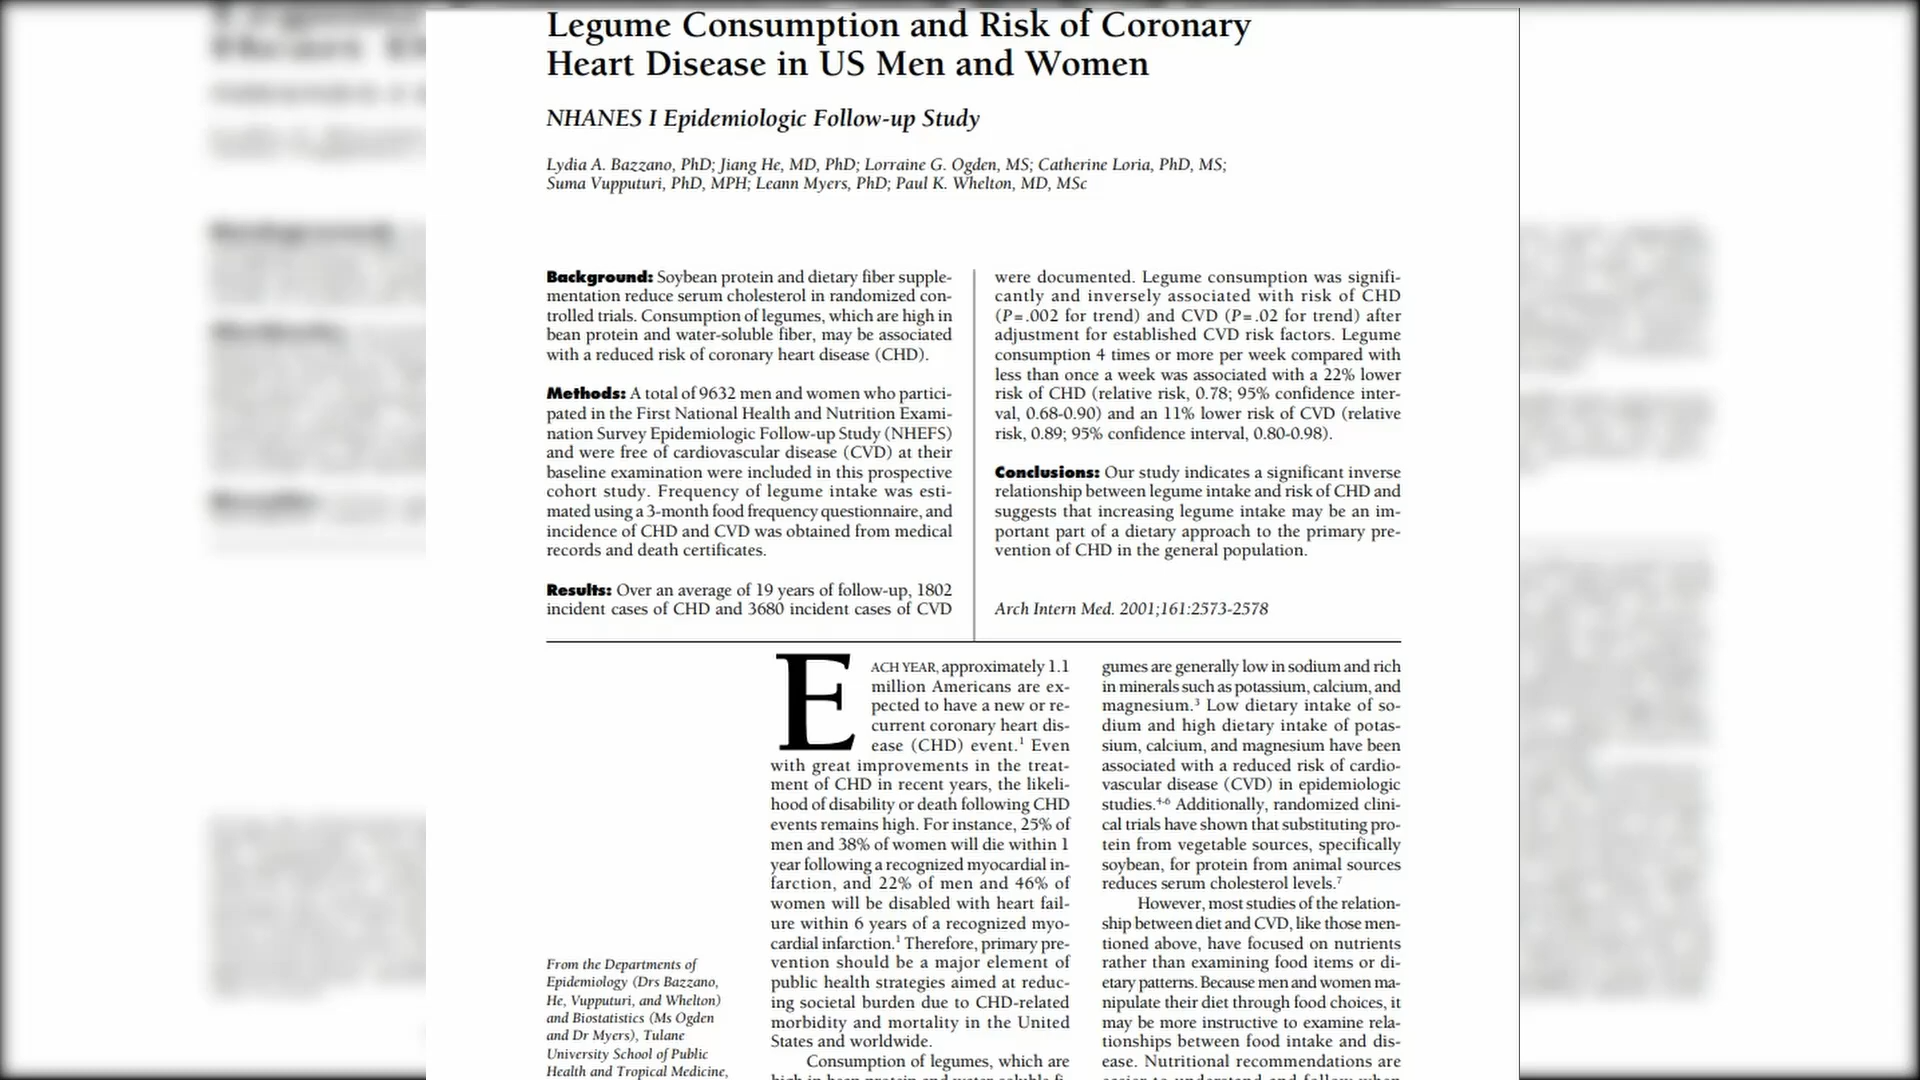 Legume Consumption and Risk of Coronary
Heart Disease in US Men and Women
NHANES I Epidemiologic Follow-up Study
Lydia A. Bazzano, PhD; Jiang He, MD, PhD; Lorraine G. Ogden, MS; Catherine Loria, PhD, MS;
Suma Vupputuri, PhD, MPH; Leann Myers, PhD; Paul K. Whelton, MD, MSc
Background: Soybean protein and dietary fiber supple-
mentation reduce serum cholesterol in randomized con-
trolled trials. Consumption of legumes, which are high in
bean protein and water-soluble fiber, may be associated
with a reduced risk of coronary heart disease (CHD).
Methods: A total of 9632 men and women who partici-
pated in the First National Health and Nutrition Exami-
nation Survey Epidemiologic Follow-up Study (NHEFS)
and were free of cardiovascular disease (CVD) at their
baseline examination were included in this prospective
cohort study. Frequency of legume intake was esti-
mated using a 3-month food frequency questionnaire, and
incidence of CHD and CVD was obtained from medical
records and death certificates.
Results: Over an average of 19 years of follow-up, 1802
incident cases of CHD and 3680 incident cases of CVD
were documented. Legume consumption was signifi-
cantly and inversely associated with risk of CHD
(P=.002 for trend) and CVD (P=.02 for trend) after
adjustment for established CVD risk factors. Legume
consumption 4 times or more per week compared with
less than once a week was associated with a 22% lower
risk of CHD (relative risk, 0.78; 95% confidence inter-
val, 0.68-0.90) and an 11% lower risk of CVD (relative
risk, 0.89; 95% confidence interval, 0.80-0.98).
Conclusions: Our study indicates a significant inverse
relationship between legume intake and risk of CHD and
suggests that increasing legume intake may be an im-
portant part of a dietary approach to the primary pre-
vention of CHD in the general population.
Arch Intern Med. 2001;161:2573-2578
EACH YEAR, approximately 1.1
million Americans are ex-
pected to have a new or re-
current coronary heart dis-
ease (CHD) event.1 Even
with great improvements in the treat-
ment of CHD in recent years, the likeli-
hood of disability or death following CHD
events remains high. For instance, 25% of
men and 38% of women will die within 1
year following a recognized myocardial in-
farction, and 22% of men and 46% of
women will be disabled with heart fail-
ure within 6 years of a recognized myo-
cardial infarction.1 Therefore, primary pre-
vention should be a major element of
public health strategies aimed at reduc-
ing societal burden due to CHD-related
morbidity and mortality in the United
States and worldwide.
Consumption of legumes, which are
gumes are generally low in sodium and rich
in minerals such as potassium, calcium, and
magnesium.3 Low dietary intake of so-
dium and high dietary intake of potas-
sium, calcium, and magnesium have been
associated with a reduced risk of cardio-
vascular disease (CVD) in epidemiologic
studies.4-6 Additionally, randomized clini-
cal trials have shown that substituting pro-
tein from vegetable sources, specifically
soybean, for protein from animal sources
reduces serum cholesterol levels.7
However, most studies of the relation-
ship between diet and CVD, like those men-
tioned above, have focused on nutrients
rather than examining food items or di-
etary patterns. Because men and women ma-
nipulate their diet through food choices, it
may be more instructive to examine rela-
tionships between food intake and dis-
ease. Nutritional recommendations are
From the Departments of
Epidemiology (Drs Bazzano,
He, Vupputuri, and Whelton)
and Biostatistics (Ms Ogden
and Dr Myers), Tulane
University School of Public
Health and Tropical Medicine,